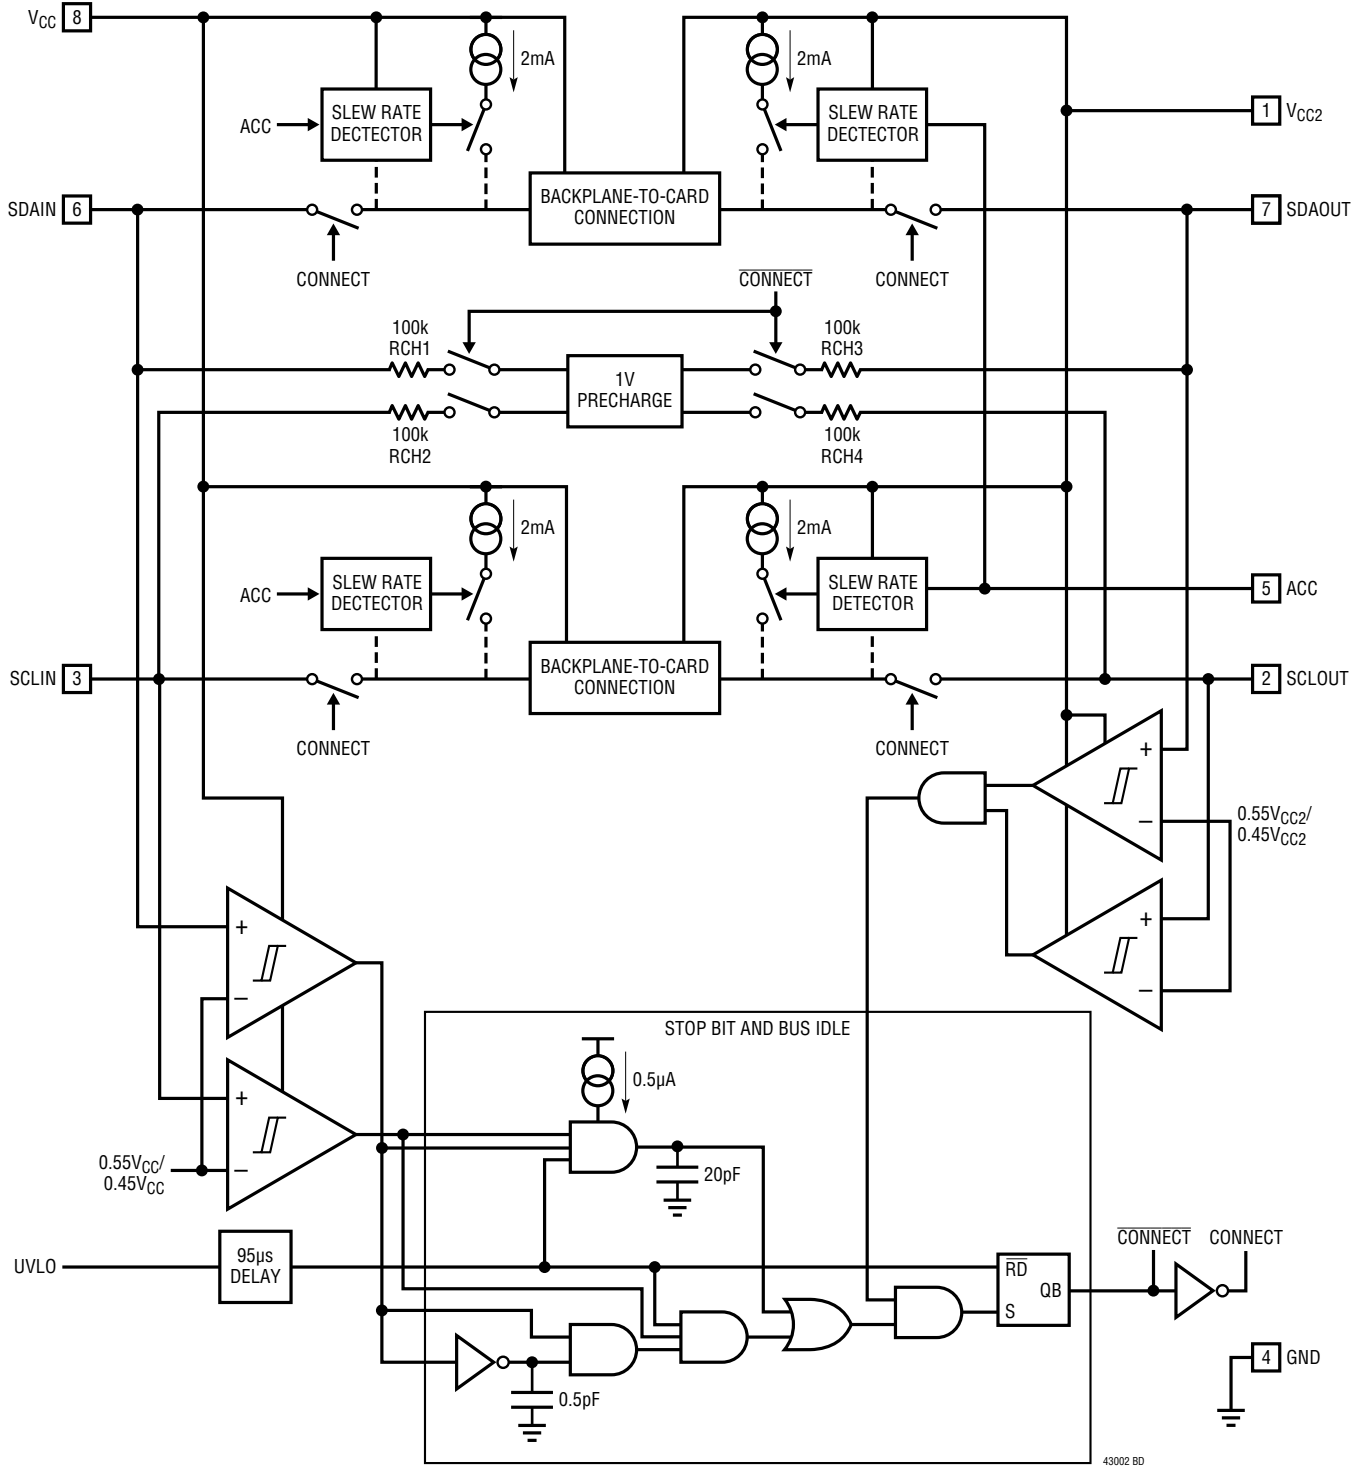 VCC 8
2mA
2mA
SLEW RATE
DECTECTOR
ACC
SLEW RATE
DECTECTOR
1 VCC2
BACKPLANE-TO-CARD
CONNECTION
SDAIN 6
7 SDAOUT
CONNECT
CONNECT
CONNECT
100k
RCH1
100k
RCH3
1V
PRECHARGE
100k
RCH2
100k
RCH4
2mA
2mA
SLEW RATE
DECTECTOR
ACC
SLEW RATE
DETECTOR
5 ACC
BACKPLANE-TO-CARD
CONNECTION
SCLIN 3
2 SCLOUT
CONNECT
CONNECT
+
–
0.55VCC2/
0.45VCC2
+
–
+
–
STOP BIT AND BUS IDLE
0.5µA
+
–
0.55VCC/
0.45VCC
20pF
UVLO
95µs
DELAY
RD
QB
S
CONNECT CONNECT
0.5pF
4 GND
43002 BD